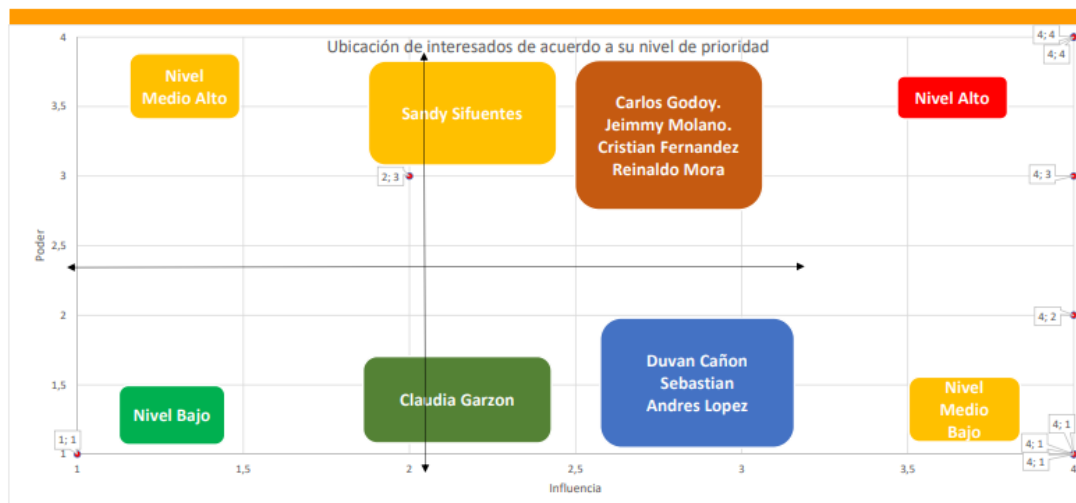 Ubicación de interesados de acuerdo a su nivel de prioridad
4
3,5
3
2,5
2
1,5
1
Poder
Nivel
Medio Alto
Sandy Sifuentes
Carlos Godoy.
Jeimmy Molano.
Cristian Fernandez
Reinaldo Mora
Nivel Alto
4; 4
4; 4
2; 3
4; 3
4; 2
Nivel Bajo
Claudia Garzon
Duvan Cañon
Sebastian
Andres Lopez
Nivel
Medio
Bajo
1; 1
4; 1
4; 1
4; 1
1
1,5
2
2,5
3
3,5
4
Influencia